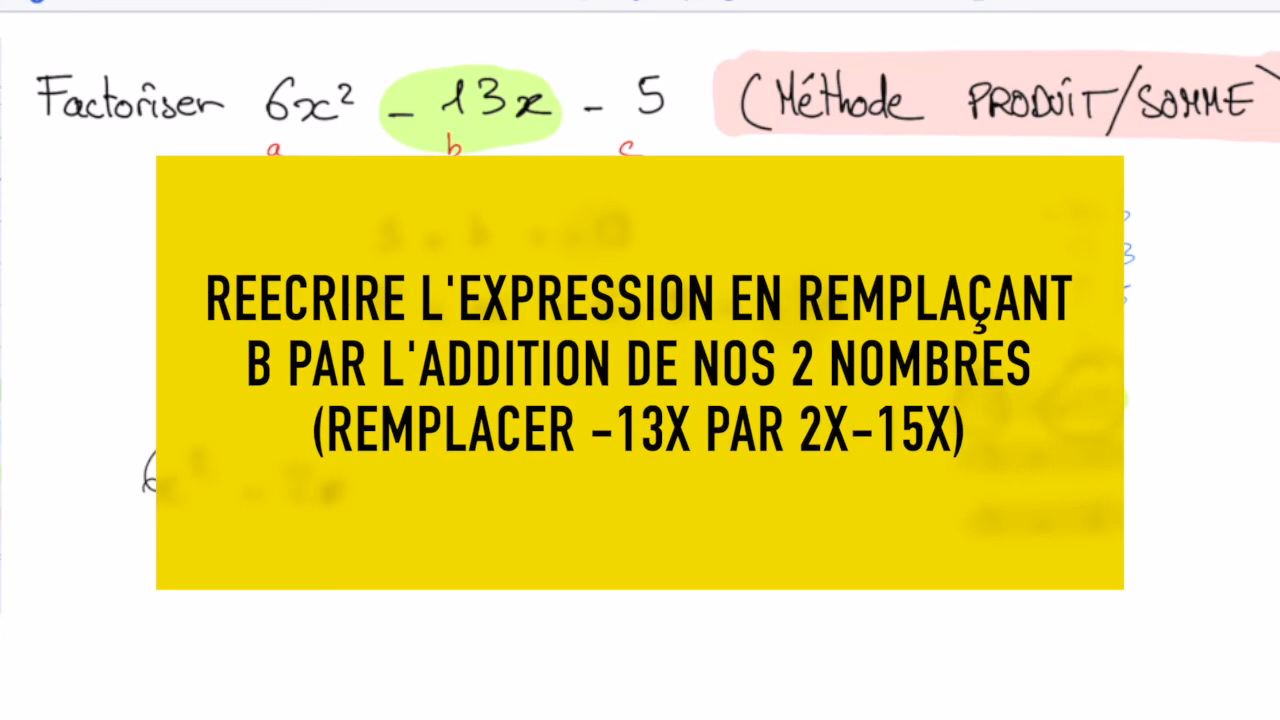 Factoriser 6x² - 13x - 5 (Méthode PRODUIT/SOMME)
a b c
REECRIRE L'EXPRESSION EN REMPLAÇANT
B PAR L'ADDITION DE NOS 2 NOMBRES
(REMPLACER -13X PAR 2X-15X)